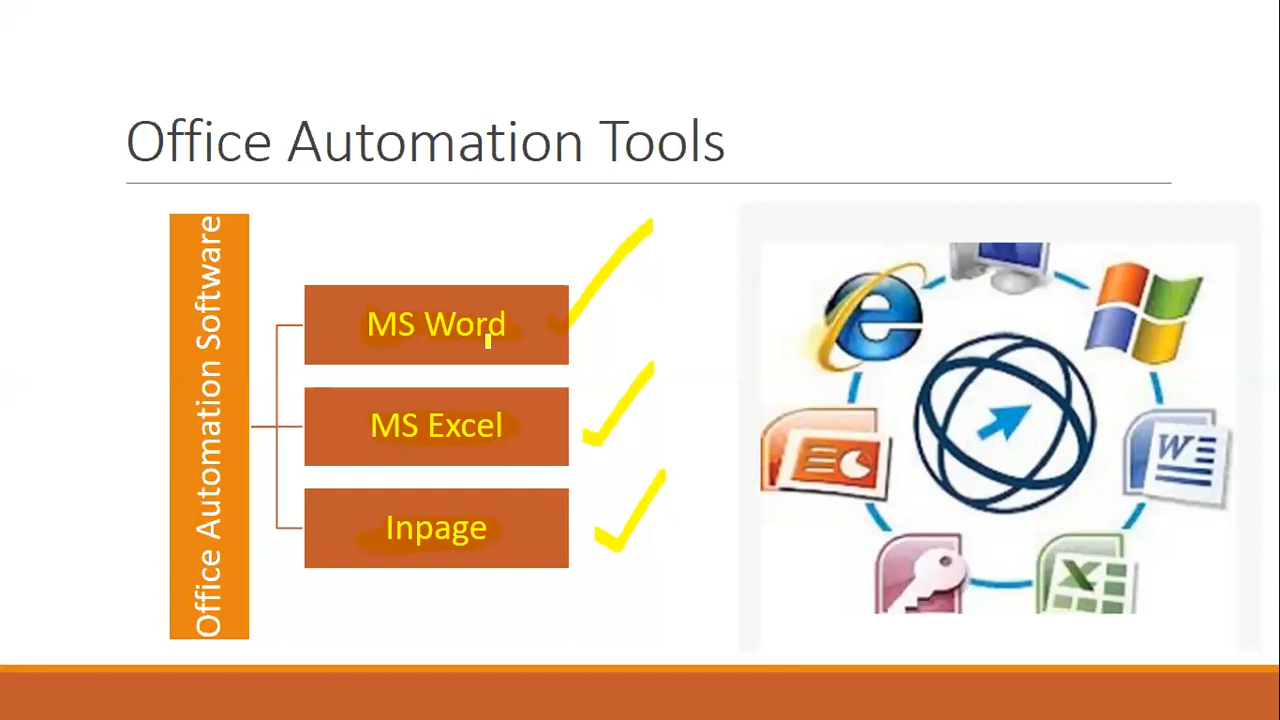 Office Automation Tools
Office Automation Software
MS Word
MS Excel
Inpage